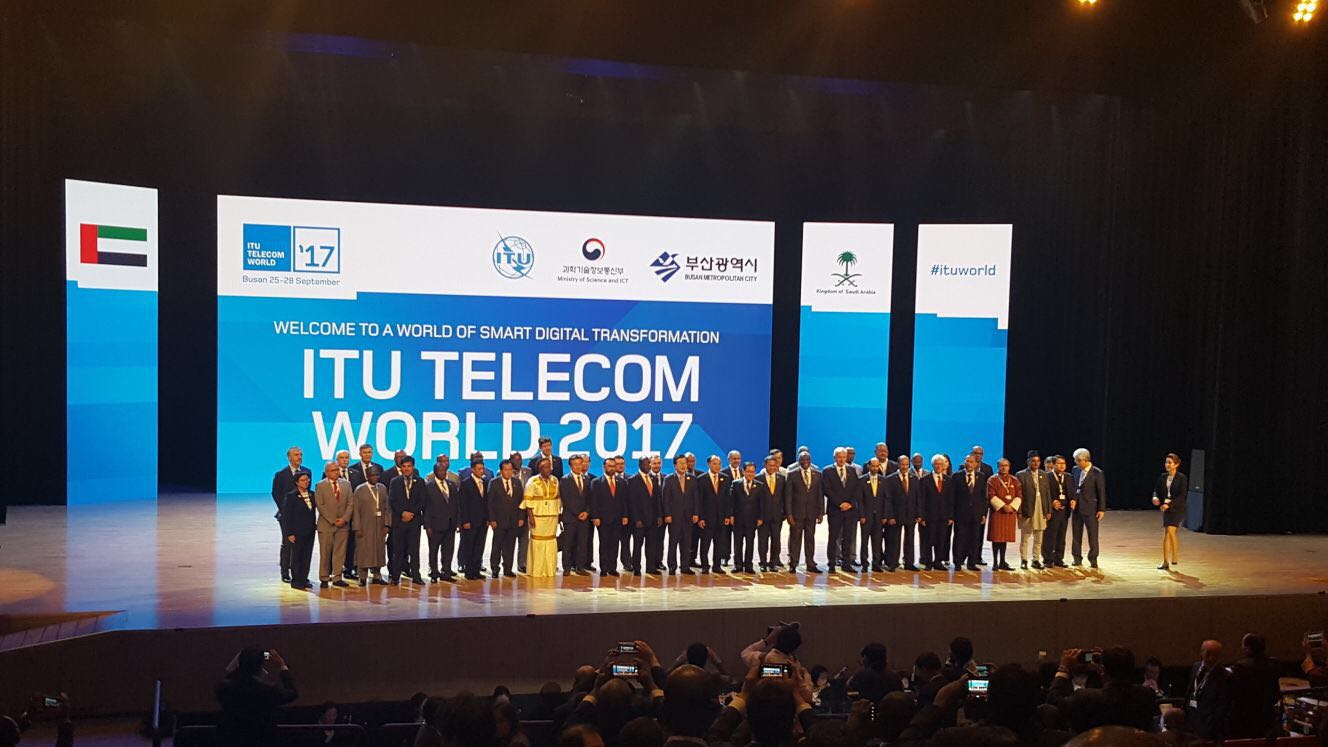 ITU
TELECOM
WORLD
'17
Busan 25-28 September
ITU
과학기술정보통신부
Ministry of Science and ICT
부산광역시
BUSAN METROPOLITAN CITY
Kingdom of Saudi Arabia
#ituworld
WELCOME TO A WORLD OF SMART DIGITAL TRANSFORMATION
ITU TELECOM
WORLD 2017